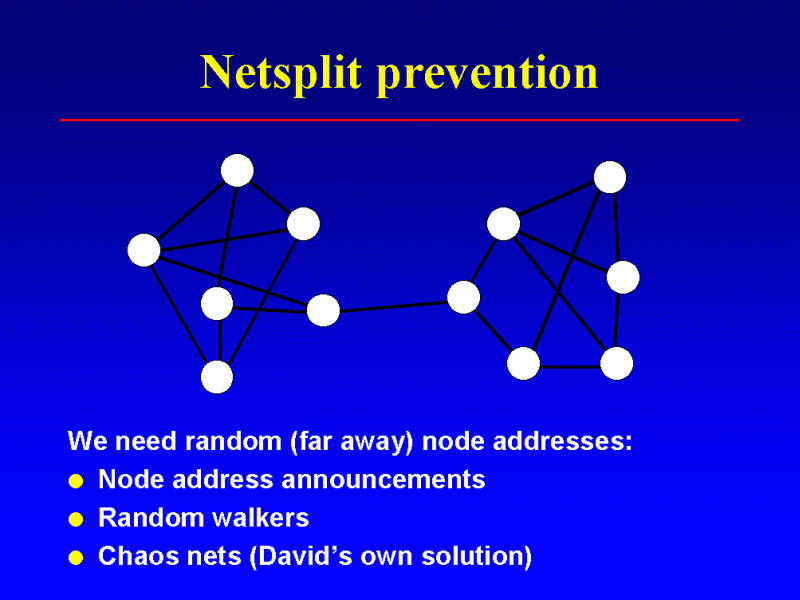 Netsplit prevention
We need random (far away) node addresses:
Node address announcements
Random walkers
Chaos nets (David’s own solution)